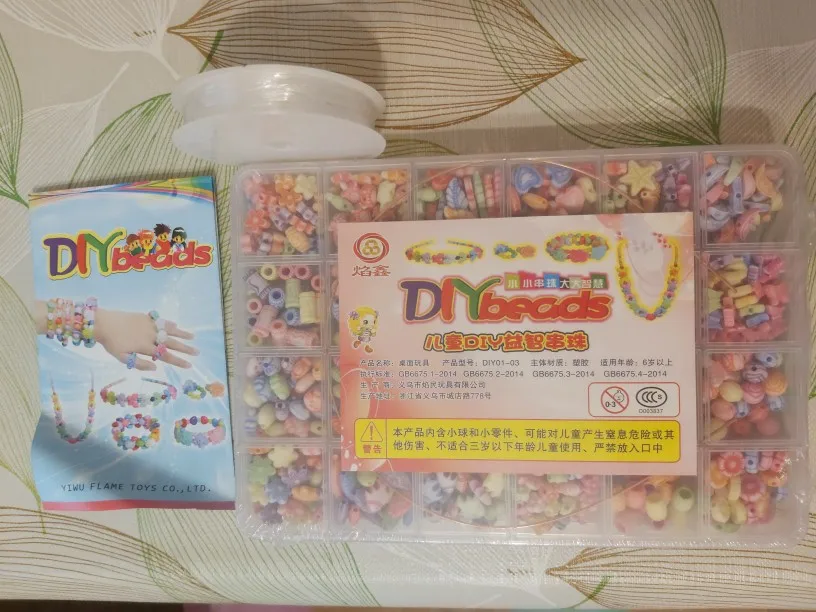 DIYbeads
YIWU FLAME TOYS CO.,LTD.
焰鑫
小小串珠大大智慧
DIYbeads
儿童DIY益智串珠
产品名称：桌面玩具 产品型号：DIY01-03 主体材质：塑胶 适用年龄：6岁以上
执行标准：GB6675.1-2014 GB6675.2-2014 GB6675.3-2014 GB6675.4-2014
生产商：义乌市焰民玩具有限公司
生产地址：浙江省义乌市城店路778号
0-3
CCC S
C003837
警告
本产品内含小球和小零件、可能对儿童产生窒息危险或其
他伤害、不适合三岁以下年龄儿童使用、严禁放入口中